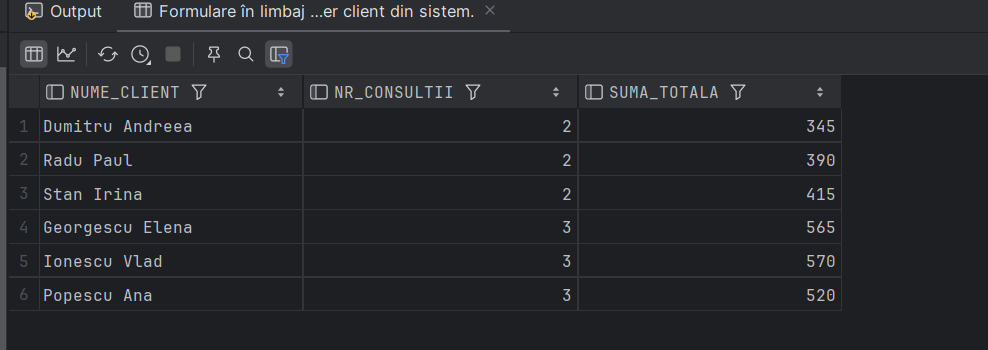 Output Formulare în limbaj ...er client din sistem.
NUME_CLIENT NR_CONSULTII SUMA_TOTALA
1 Dumitru Andreea 2 345
2 Radu Paul 2 390
3 Stan Irina 2 415
4 Georgescu Elena 3 565
5 Ionescu Vlad 3 570
6 Popescu Ana 3 520